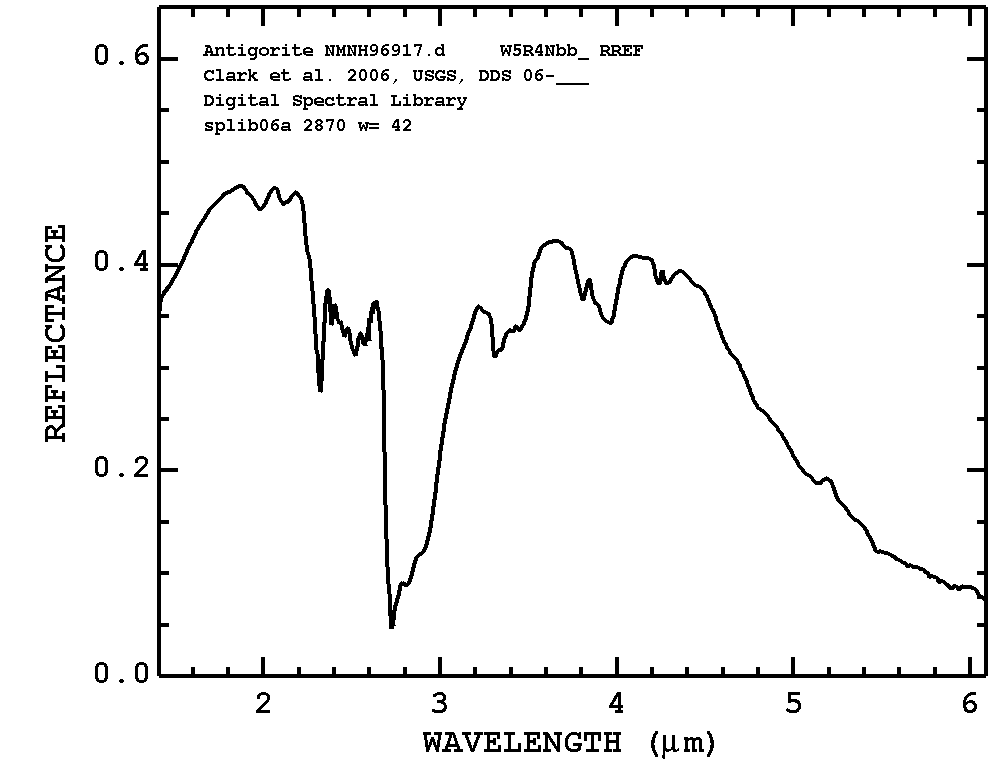 Antigorite NMNH96917.d W5R4Nbb_ RREF
Clark et al. 2006, USGS, DDS 06-___
Digital Spectral Library
splib06a 2870 w= 42
0.6
0.4
0.2
0.0
REFLECTANCE
2 3 4 5 6
WAVELENGTH (μm)